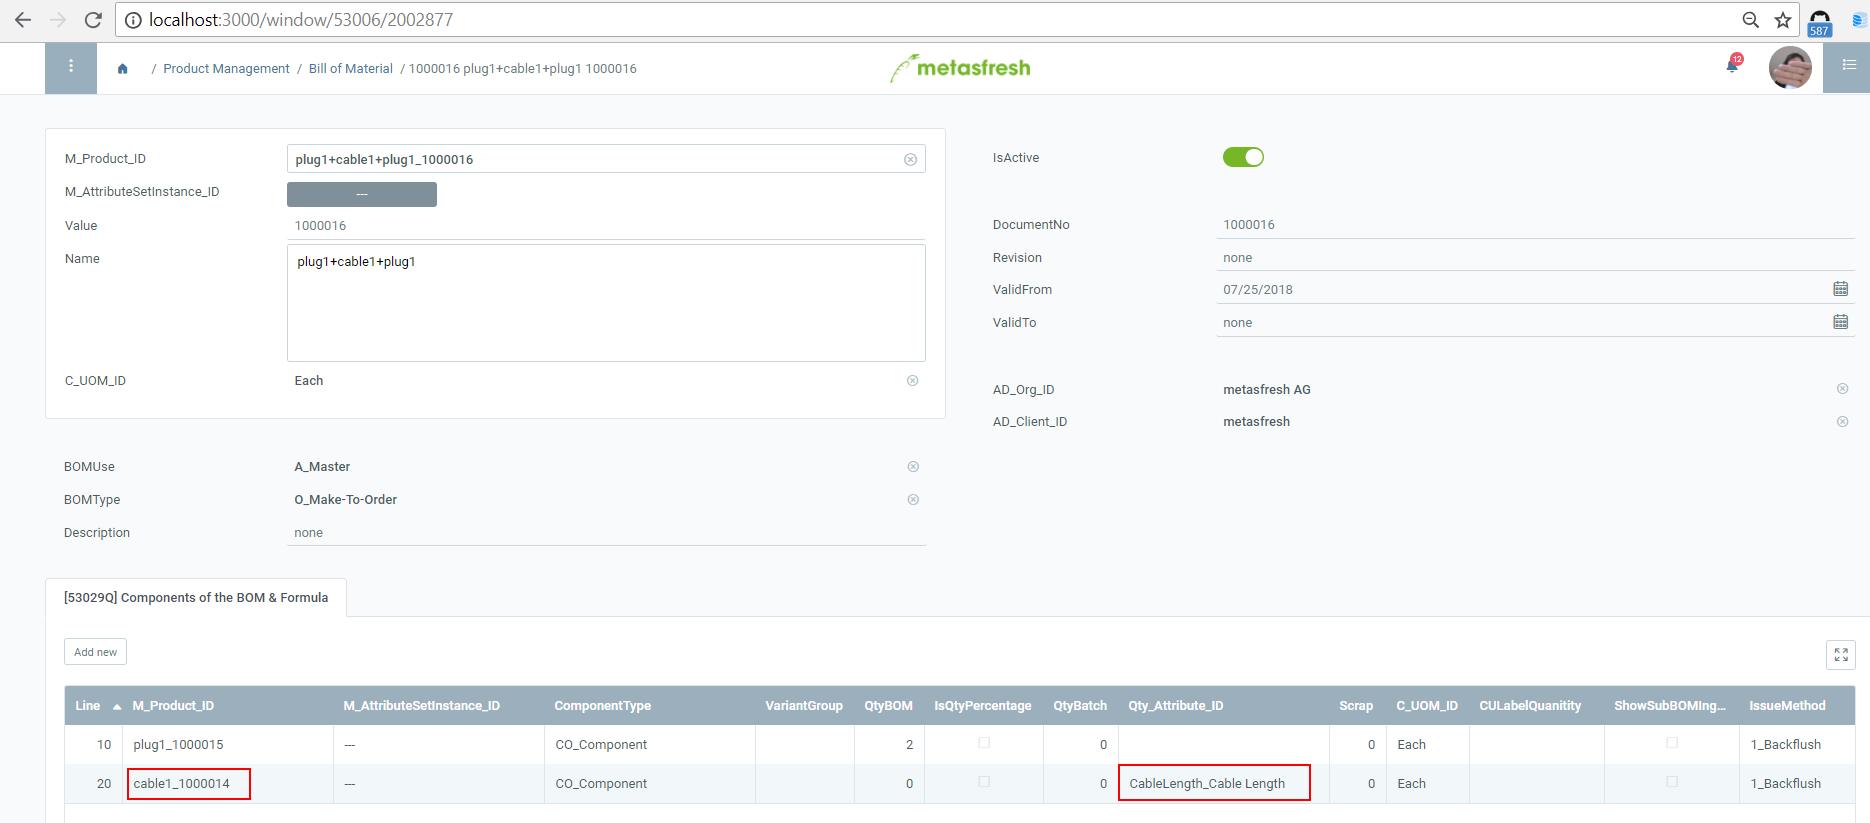 localhost:3000/window/53006/2002877
587
/ Product Management / Bill of Material / 1000016 plug1+cable1+plug1 1000016
metasfresh
12
M_Product_ID plug1+cable1+plug1_1000016
IsActive
M_AttributeSetInstance_ID ---
Value 1000016
DocumentNo 1000016
Name plug1+cable1+plug1
Revision none
ValidFrom 07/25/2018
ValidTo none
C_UOM_ID Each
AD_Org_ID metasfresh AG
AD_Client_ID metasfresh
BOMUse A_Master
BOMType O_Make-To-Order
Description none
[53029Q] Components of the BOM & Formula
Add new
Line M_Product_ID M_AttributeSetInstance_ID ComponentType VariantGroup QtyBOM IsQtyPercentage QtyBatch Qty_Attribute_ID Scrap C_UOM_ID CULabelQuanitity ShowSubBOMIng... IssueMethod
10 plug1_1000015 --- CO_Component 2 0 0 Each 1_Backflush
20 cable1_1000014 --- CO_Component 0 0 CableLength_Cable Length 0 Each 1_Backflush